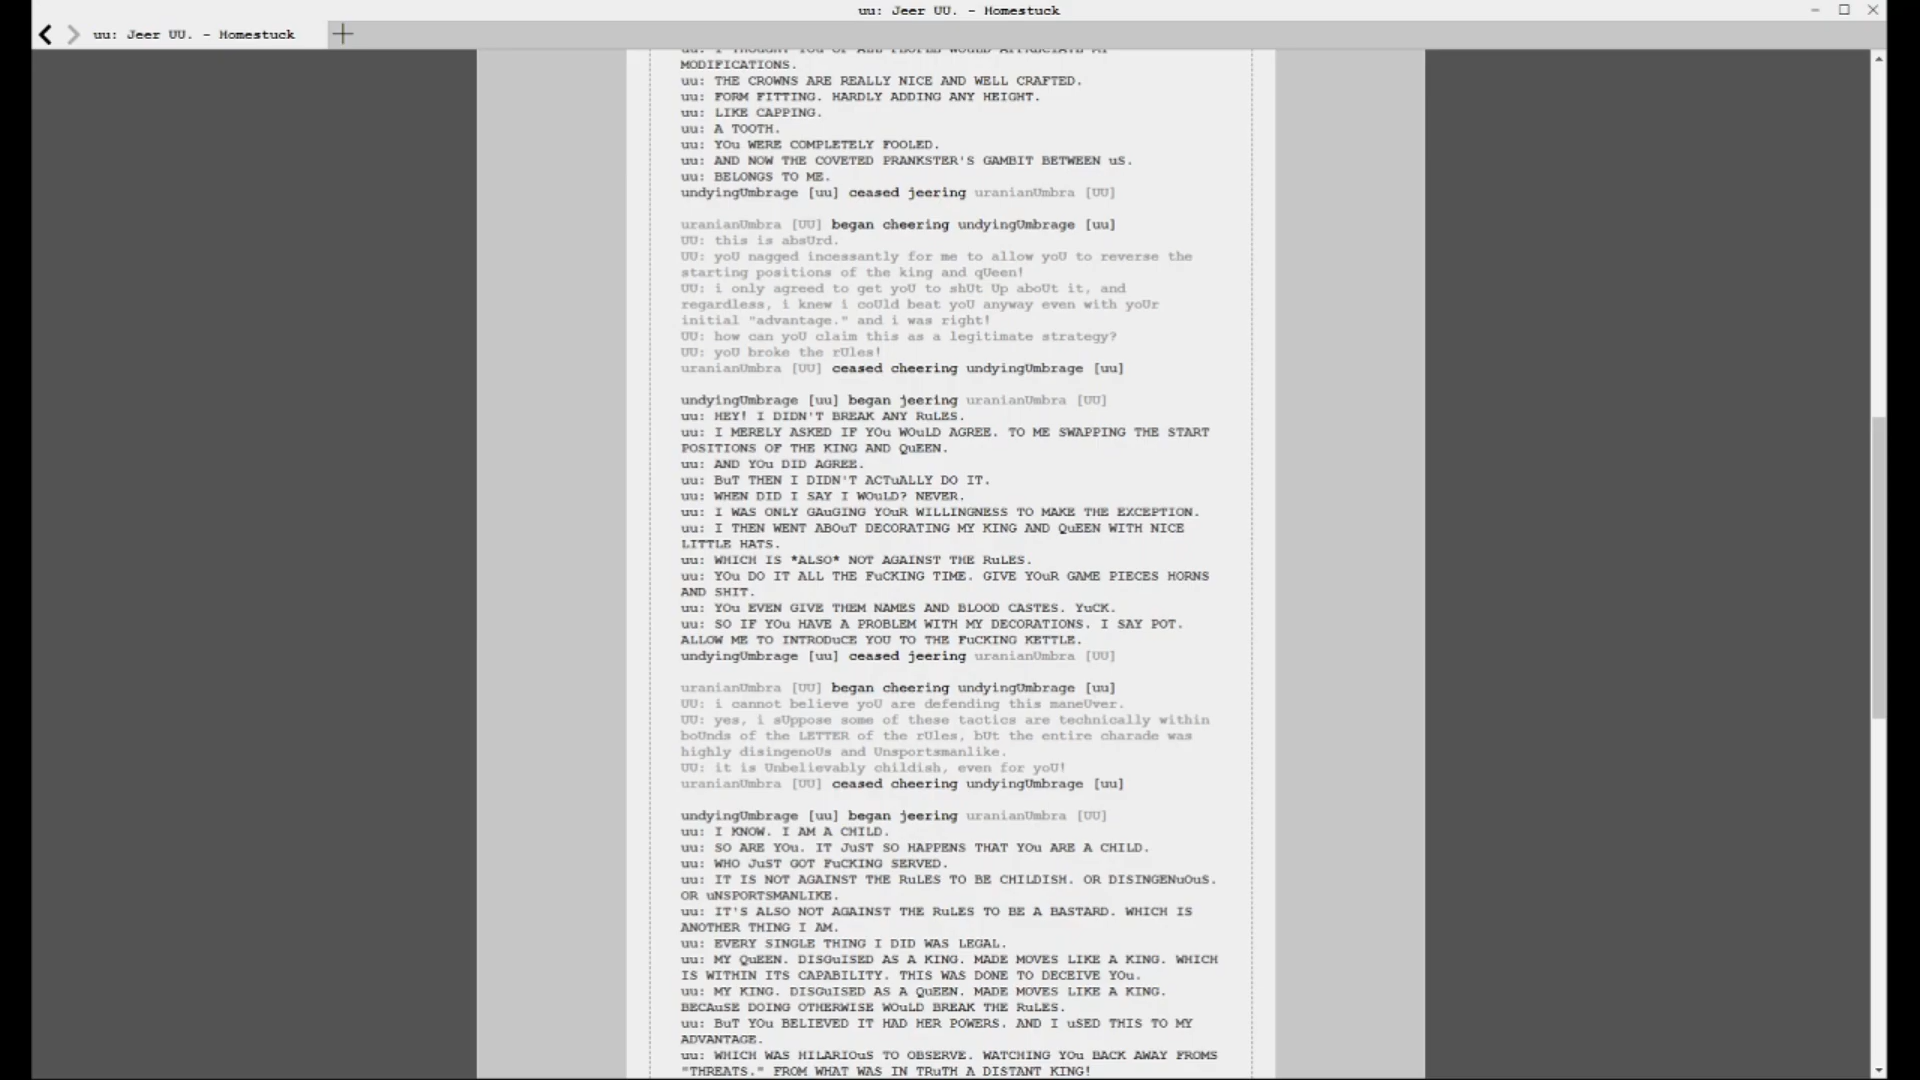 uu: Jeer UU. - Homestuck
uu: Jeer UU. - Homestuck
uu: I THOUGHT YOu OF ALL PEOPLE WOuLD APPRECIATE MY
MODIFICATIONS.
uu: THE CROWNS ARE REALLY NICE AND WELL CRAFTED.
uu: FORM FITTING. HARDLY ADDING ANY HEIGHT.
uu: LIKE CAPPING.
uu: A TOOTH.
uu: YOu WERE COMPLETELY FOOLED.
uu: AND NOW THE COVETED PRANKSTER'S GAMBIT BETWEEN uS.
uu: BELONGS TO ME.
undyingUmbrage [uu] ceased jeering uranianUmbra [UU]
uranianUmbra [UU] began cheering undyingUmbrage [uu]
UU: this is absUrd.
UU: yoU nagged incessantly for me to allow yoU to reverse the
starting positions of the king and qUeen!
UU: i only agreed to get yoU to shUt Up aboUt it, and
regardless, i knew i coUld beat yoU anyway even with yoUr
initial "advantage." and i was right!
UU: how can yoU claim this as a legitimate strategy?
UU: yoU broke the rUles!
uranianUmbra [UU] ceased cheering undyingUmbrage [uu]
undyingUmbrage [uu] began jeering uranianUmbra [UU]
uu: HEY! I DIDN'T BREAK ANY RuLES.
uu: I MERELY ASKED IF YOu WOuLD AGREE. TO ME SWAPPING THE START
POSITIONS OF THE KING AND QuEEN.
uu: AND YOu DID AGREE.
uu: BuT THEN I DIDN'T ACTuALLY DO IT.
uu: WHEN DID I SAY I WOuLD? NEVER.
uu: I WAS ONLY GAuGING YOuR WILLINGNESS TO MAKE THE EXCEPTION.
uu: I THEN WENT ABOuT DECORATING MY KING AND QuEEN WITH NICE
LITTLE HATS.
uu: WHICH IS *ALSO* NOT AGAINST THE RuLES.
uu: YOu DO IT ALL THE FuCKING TIME. GIVE YOuR GAME PIECES HORNS
AND SHIT.
uu: YOu EVEN GIVE THEM NAMES AND BLOOD CASTES. YuCK.
uu: SO IF YOu HAVE A PROBLEM WITH MY DECORATIONS. I SAY POT.
ALLOW ME TO INTRODuCE YOU TO THE FuCKING KETTLE.
undyingUmbrage [uu] ceased jeering uranianUmbra [UU]
uranianUmbra [UU] began cheering undyingUmbrage [uu]
UU: i cannot believe yoU are defending this maneUver.
UU: yes, i sUppose some of these tactics are technically within
boUnds of the LETTER of the rUles, bUt the entire charade was
highly disingenoUs and Unsportsmanlike.
UU: it is Unbelievably childish, even for yoU!
uranianUmbra [UU] ceased cheering undyingUmbrage [uu]
undyingUmbrage [uu] began jeering uranianUmbra [UU]
uu: I KNOW. I AM A CHILD.
uu: SO ARE YOu. IT JuST SO HAPPENS THAT YOu ARE A CHILD.
uu: WHO JuST GOT FuCKING SERVED.
uu: IT IS NOT AGAINST THE RuLES TO BE CHILDISH. OR DISINGENuOuS.
OR uNSPORTSMANLIKE.
uu: IT'S ALSO NOT AGAINST THE RuLES TO BE A BASTARD. WHICH IS
ANOTHER THING I AM.
uu: EVERY SINGLE THING I DID WAS LEGAL.
uu: MY QuEEN. DISGuISED AS A KING. MADE MOVES LIKE A KING. WHICH
IS WITHIN ITS CAPABILITY. THIS WAS DONE TO DECEIVE YOu.
uu: MY KING. DISGuISED AS A QuEEN. MADE MOVES LIKE A KING.
BECAuSE DOING OTHERWISE WOuLD BREAK THE RuLES.
uu: BuT YOu BELIEVED IT HAD HER POWERS. AND I uSED THIS TO MY
ADVANTAGE.
uu: WHICH WAS HILARIOuS TO OBSERVE. WATCHING YOu BACK AWAY FROMS
"THREATS." FROM WHAT WAS IN TRuTH A DISTANT KING!